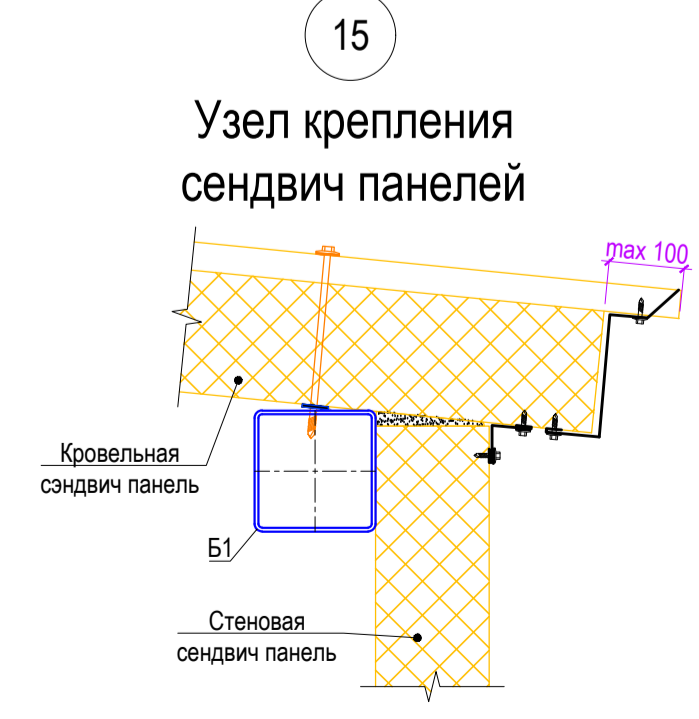 15
Узел крепления
сендвич панелей
max 100
Кровельная
сэндвич панель
Б1
Стеновая
сендвич панель